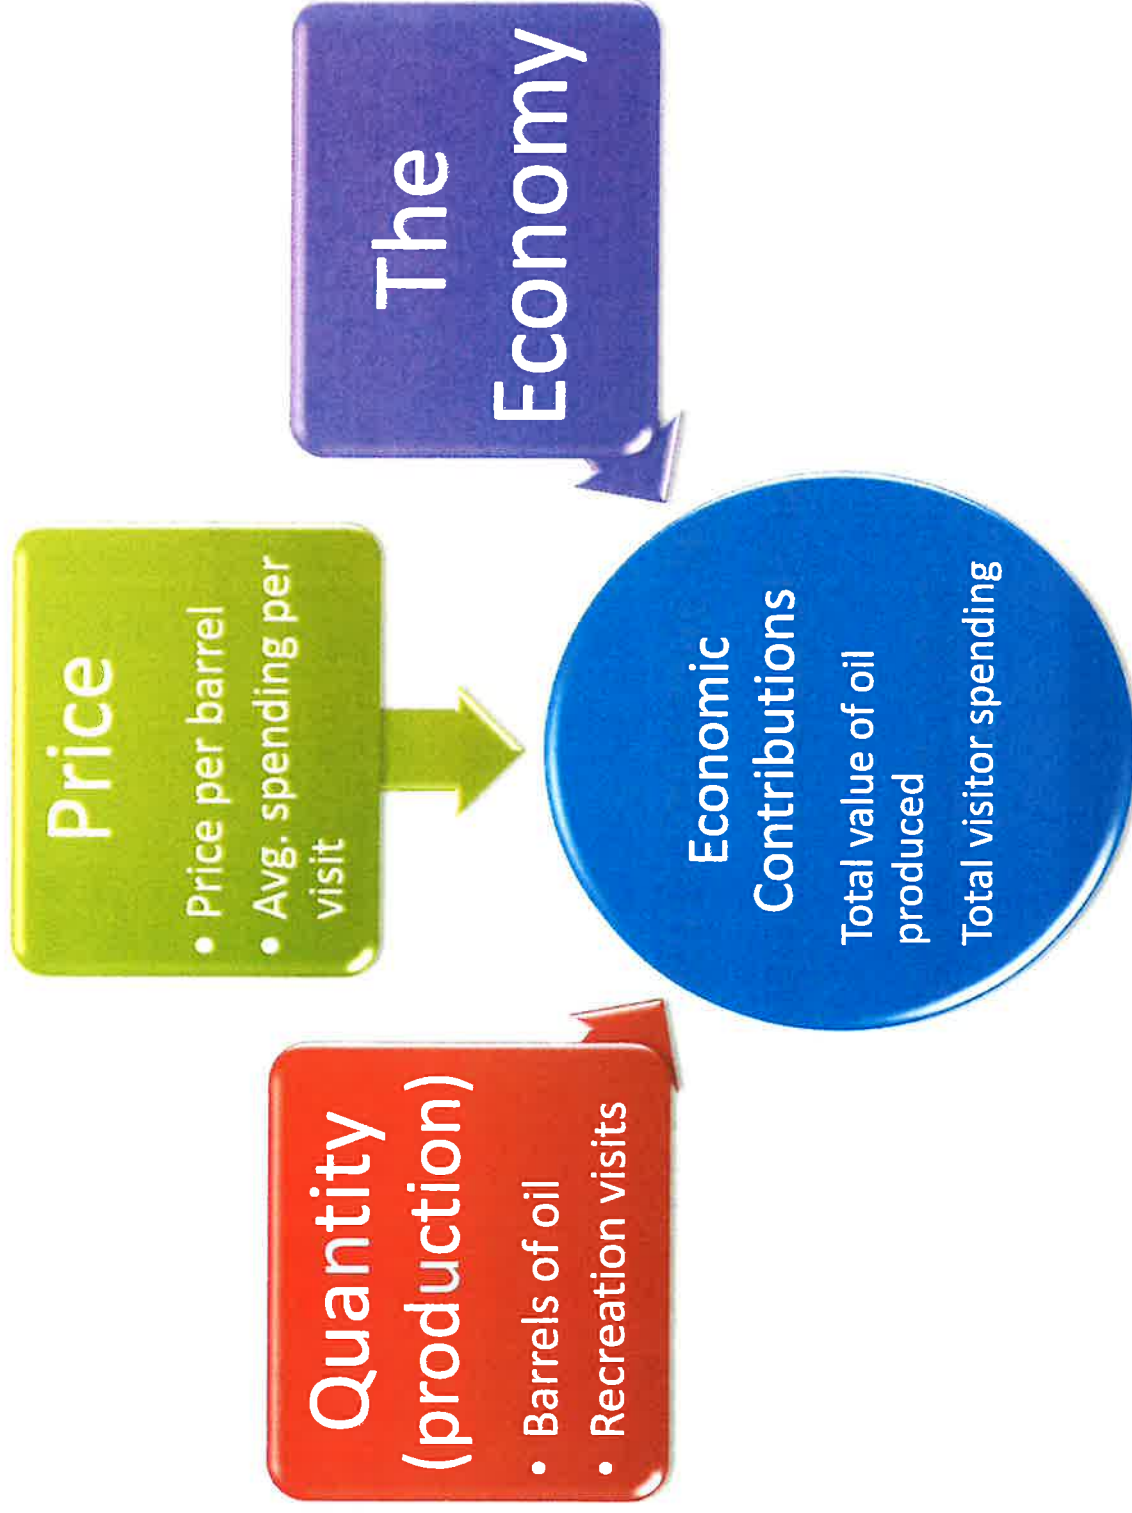 Quantity
(production)
• Barrels of oil
• Recreation visits
Price
• Price per barrel
• Avg. spending per
visit
The
Economy
Economic
Contributions
Total value of oil
produced
Total visitor spending